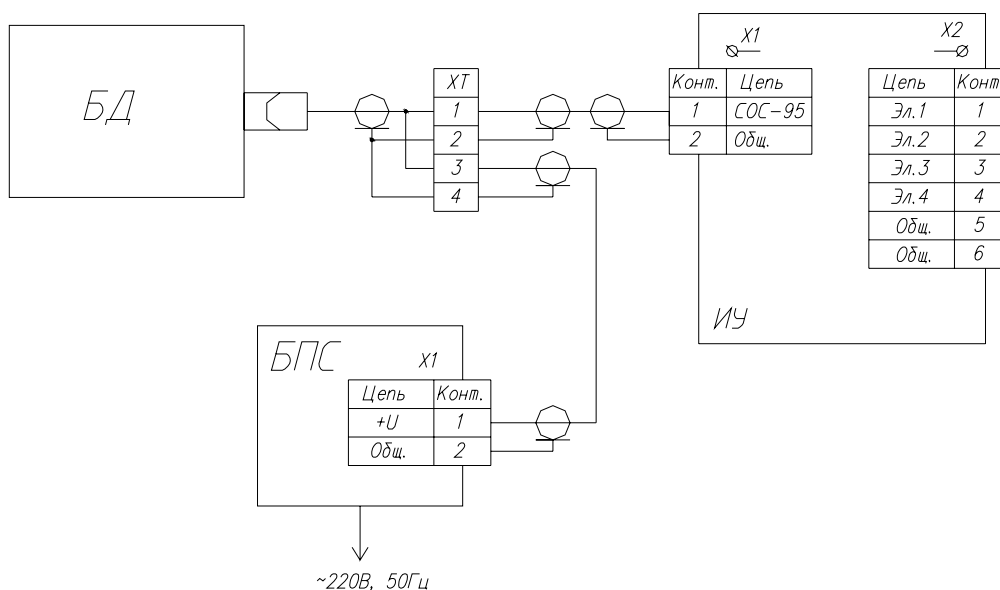 БД
ХТ
1
2
3
4
X1
Конт. Цепь
1 СОС-95
2 Общ.
X2
Цепь Конт
Эл.1 1
Эл.2 2
Эл.3 3
Эл.4 4
Общ. 5
Общ. 6
ИУ
БПС
X1
Цепь Конт.
+U 1
Общ. 2
~220В, 50Гц